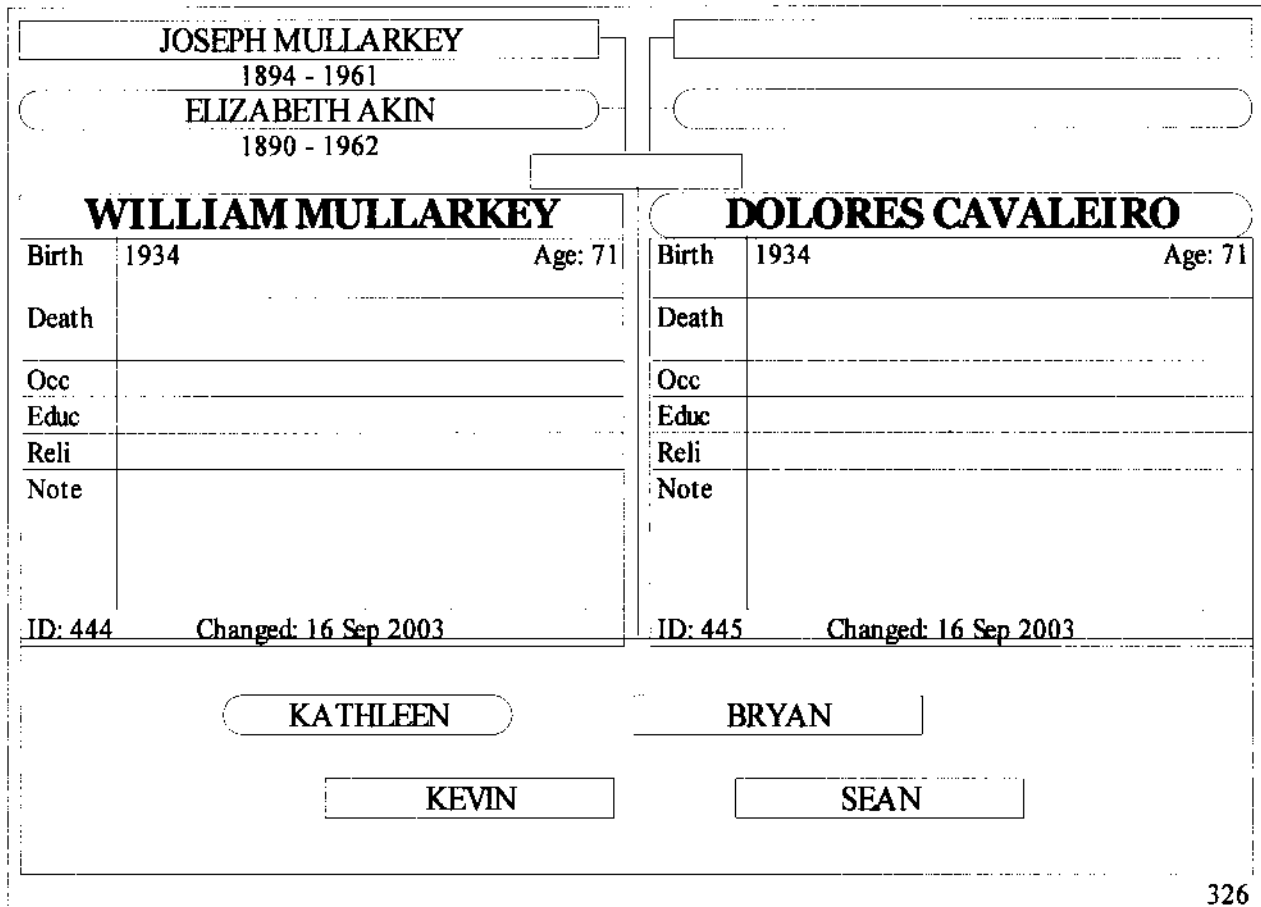 JOSEPH MULLARKEY
1894 - 1961
ELIZABETH AKIN
1890 - 1962
WILLIAM MULLARKEY
Birth 1934 Age: 71
Death
Occ
Educ
Reli
Note
ID: 444 Changed: 16 Sep 2003
DOLORES CAVALEIRO
Birth 1934 Age: 71
Death
Occ
Educ
Reli
Note
ID: 445 Changed: 16 Sep 2003
KATHLEEN
BRYAN
KEVIN
SEAN
326